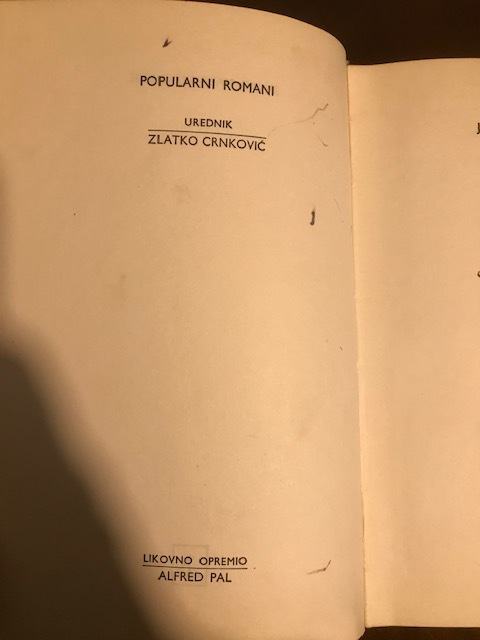 POPULARNI ROMANI
UREDNIK
ZLATKO CRNKOVIĆ
LIKOVNO OPREMIO
ALFRED PAL